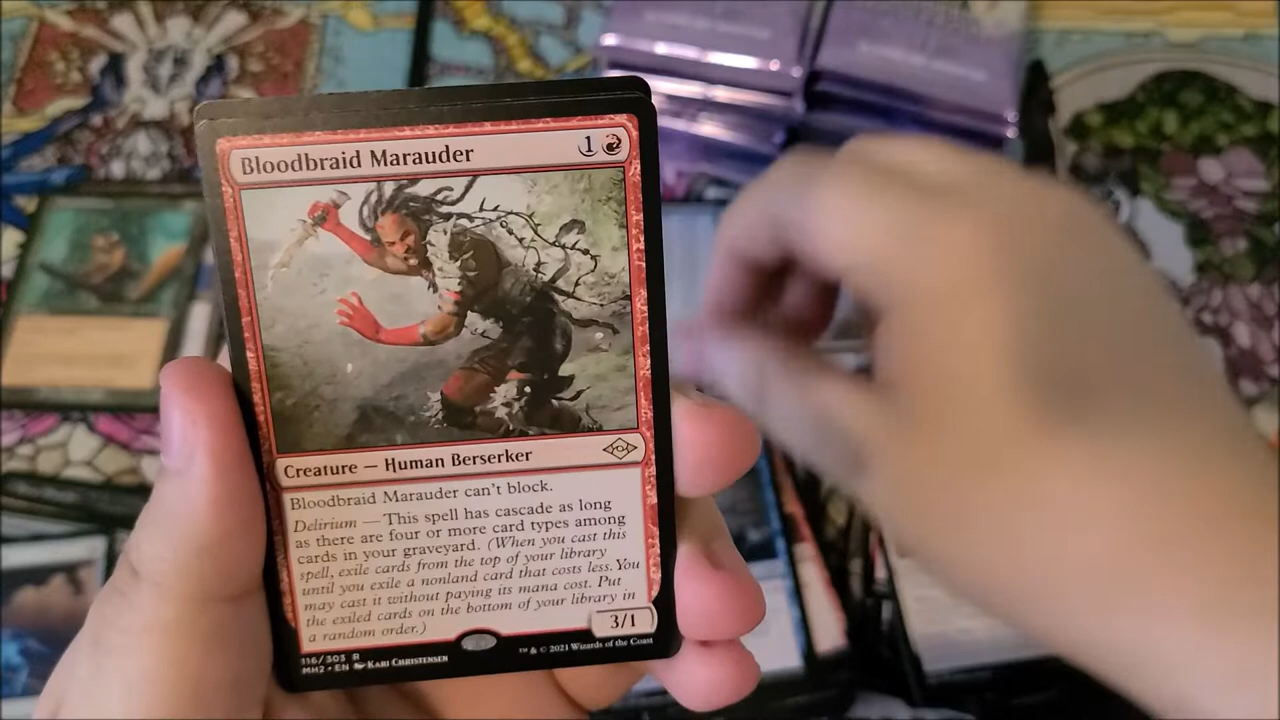 Bloodbraid Marauder 1
Creature — Human Berserker
Bloodbraid Marauder can't block.
Delirium — This spell has cascade as long
as there are four or more card types among
cards in your graveyard. (When you cast this
spell, exile cards from the top of your library
until you exile a nonland card that costs less. You
may cast it without paying its mana cost. Put
the exiled cards on the bottom of your library in
a random order.)
3/1
116/303 R
MH2 • EN Kari Christensen
™ & © 2021 Wizards of the Coast